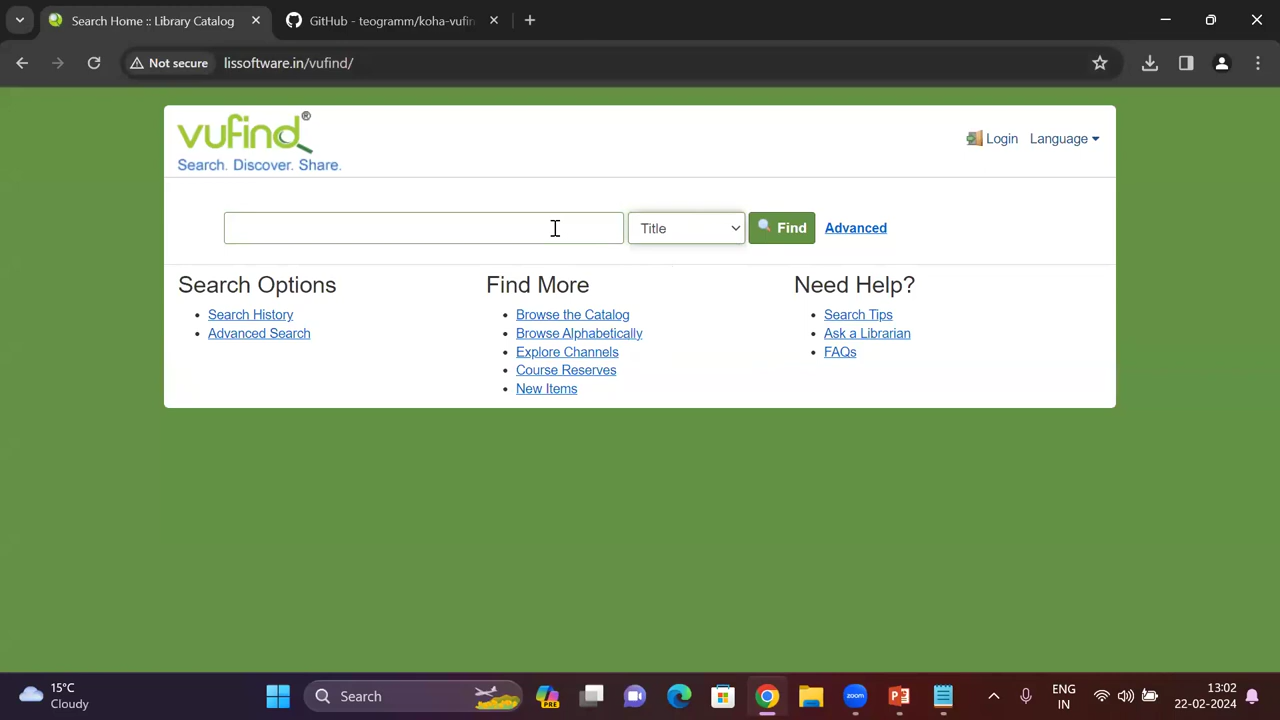 Search Home :: Library Catalog
GitHub - teogramm/koha-vufin
Not secure
lissoftware.in/vufind/
vufind®
Search. Discover. Share.
Login
Language
Title
Find
Advanced
Search Options
Search History
Advanced Search
Find More
Browse the Catalog
Browse Alphabetically
Explore Channels
Course Reserves
New Items
Need Help?
Search Tips
Ask a Librarian
FAQs
15°C
Cloudy
Search
PRE
zoom
ENG
IN
13:02
22-02-2024